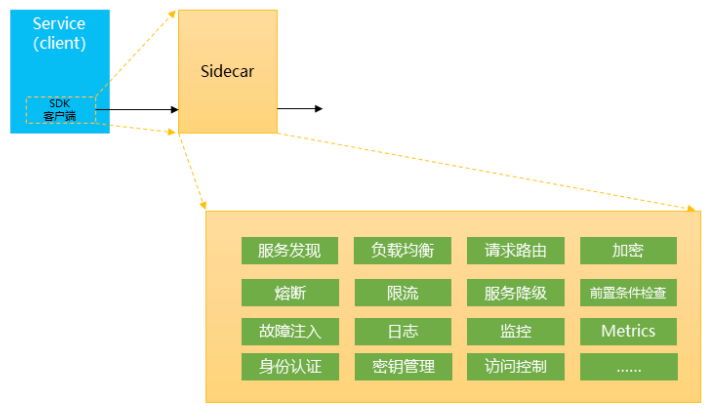 Service
(client)
SDK
客户端
Sidecar
服务发现
负载均衡
请求路由
加密
熔断
限流
服务降级
前置条件检查
故障注入
日志
监控
Metrics
身份认证
密钥管理
访问控制
......